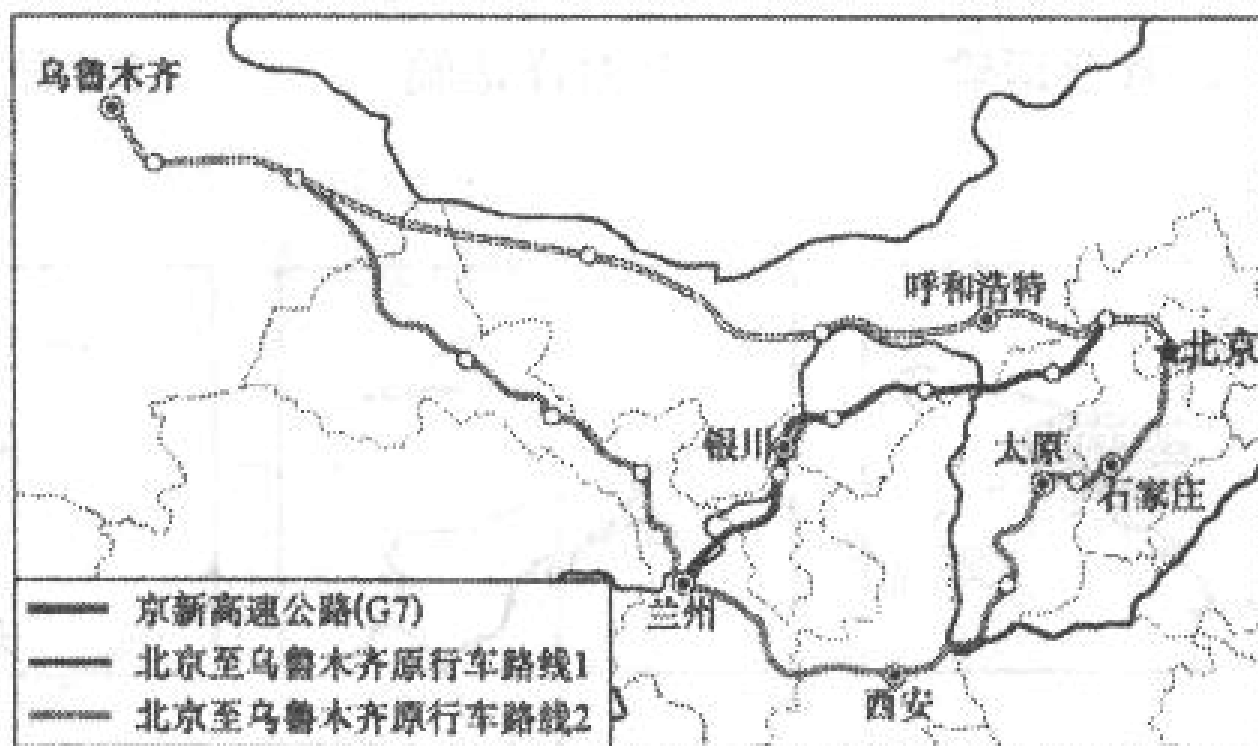 乌鲁木齐
呼和浩特
北京
银川
太原
石家庄
兰州
西安
京新高速公路(G7)
北京至乌鲁木齐原行车路线1
北京至乌鲁木齐原行车路线2